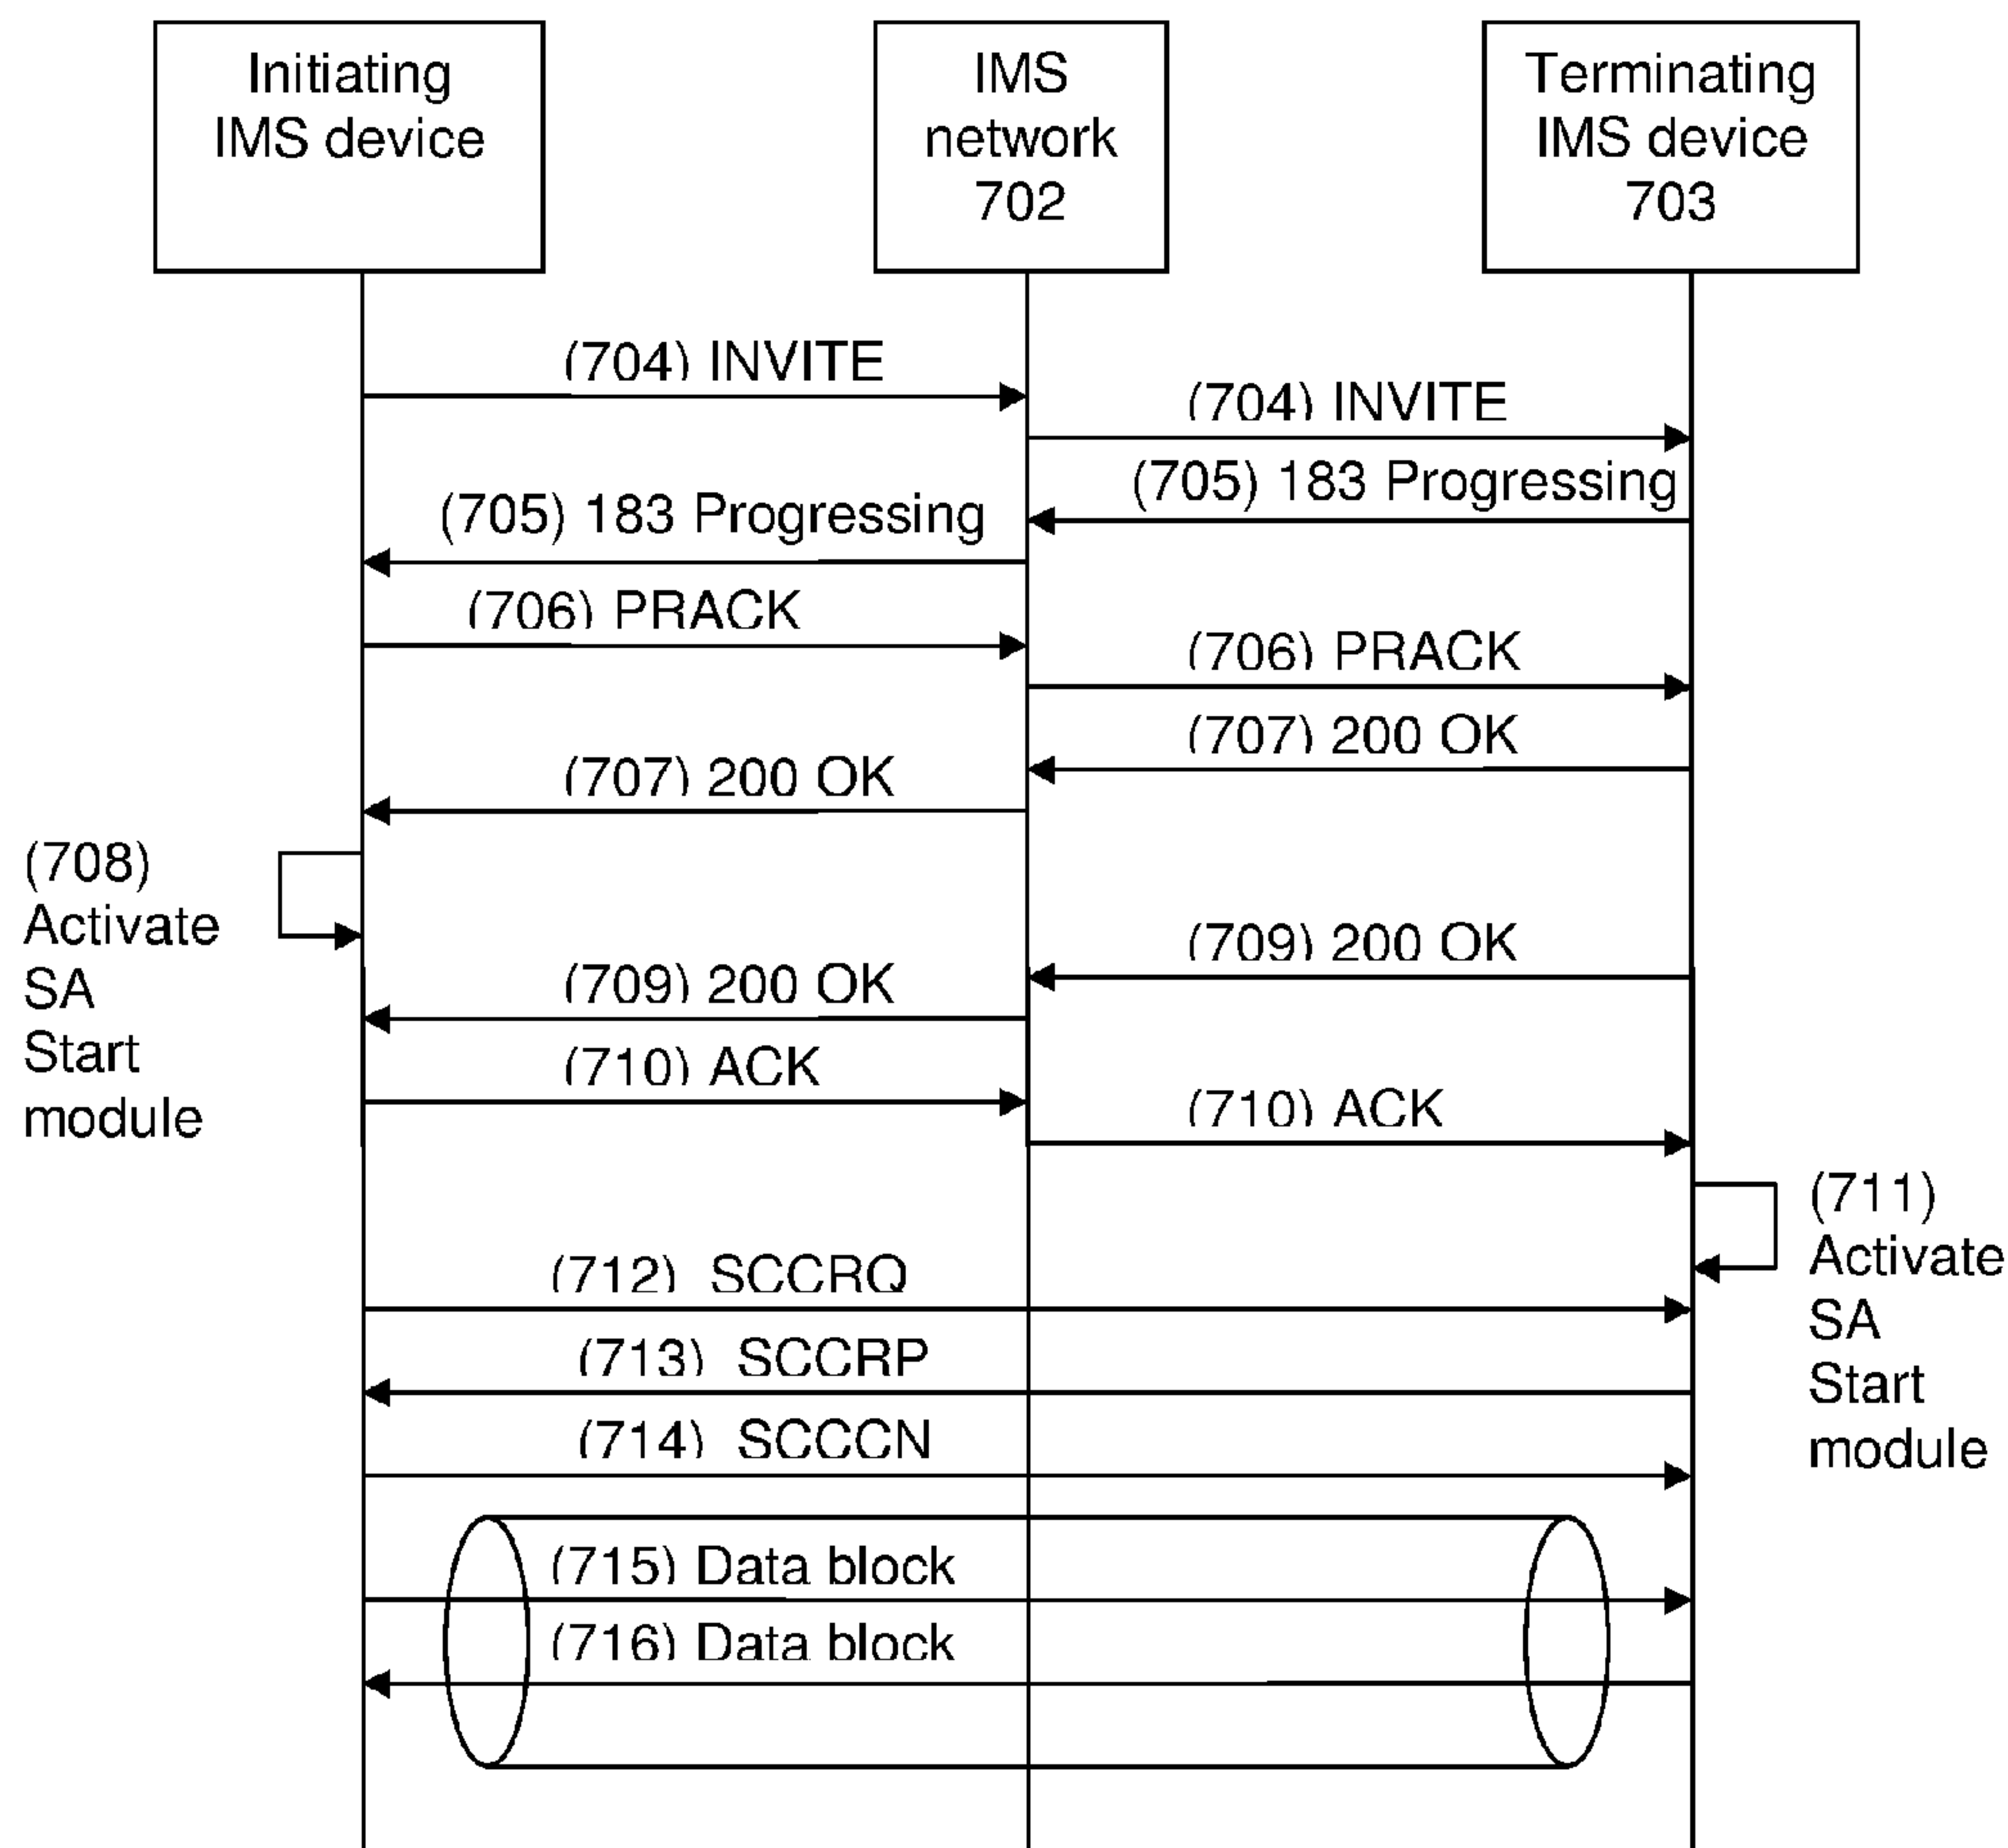 Initiating
IMS device
IMS
network
702
Terminating
IMS device
703
(704) INVITE
(704) INVITE
(705) 183 Progressing
(705) 183 Progressing
(706) PRACK
(706) PRACK
(707) 200 OK
(707) 200 OK
(708)
Activate
SA
Start
module
(709) 200 OK
(709) 200 OK
(710) ACK
(710) ACK
(711)
Activate
SA
Start
module
(712) SCCRQ
(713) SCCRP
(714) SCCCN
(715) Data block
(716) Data block